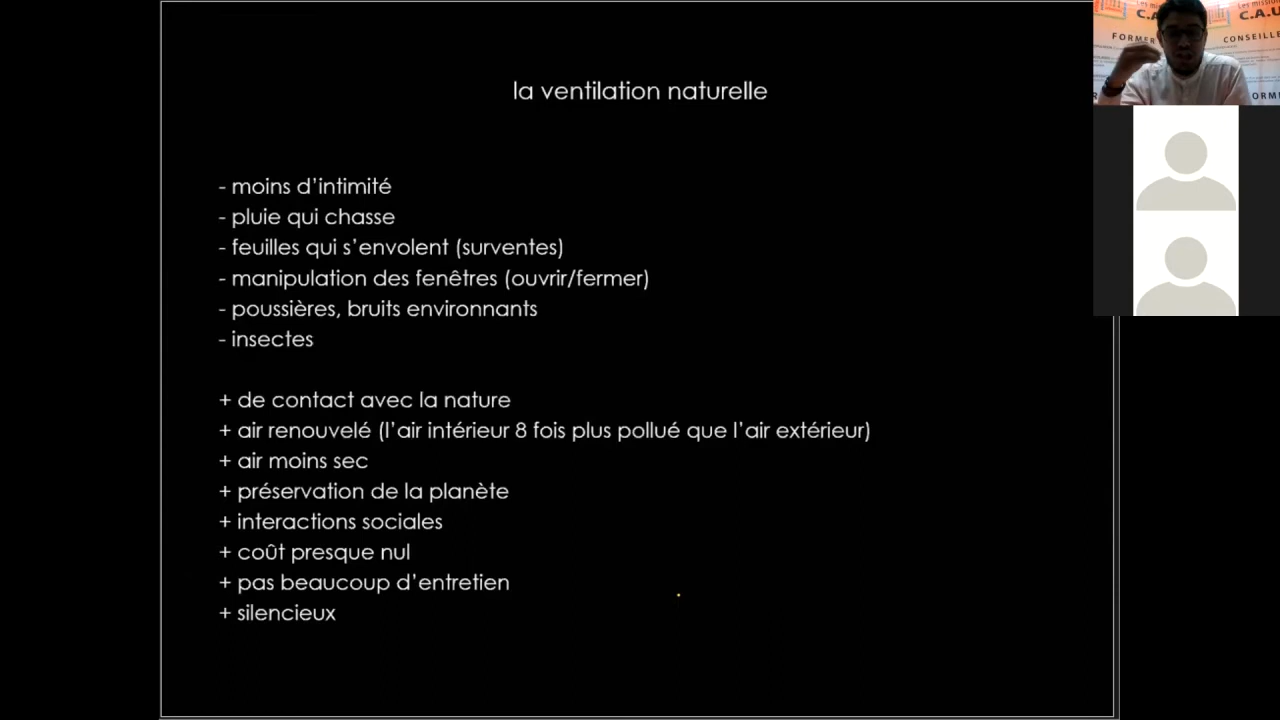 la ventilation naturelle
- moins d’intimité
- pluie qui chasse
- feuilles qui s’envolent (surventes)
- manipulation des fenêtres (ouvrir/fermer)
- poussières, bruits environnants
- insectes
+ de contact avec la nature
+ air renouvelé (l’air intérieur 8 fois plus pollué que l’air extérieur)
+ air moins sec
+ préservation de la planète
+ interactions sociales
+ coût presque nul
+ pas beaucoup d’entretien
+ silencieux
C.A.U
FORMER
CONSEILLE